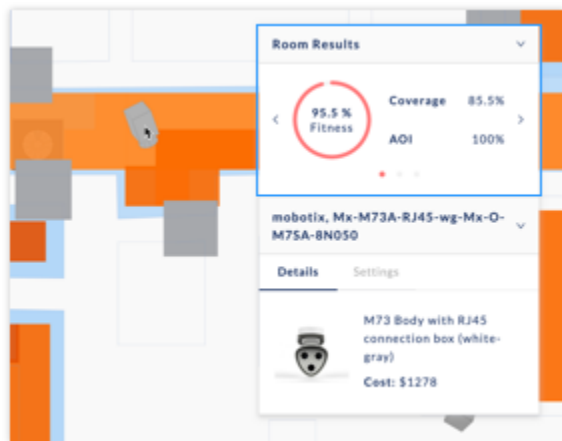 Room Results
95.5 %
Fitness
Coverage 85.5%
AOI 100%
mobotix, Mx-M73A-RJ45-wg-Mx-O-
M7SA-8N050
Details Settings
M73 Body with RJ45
connection box (white-
gray)
Cost: $1278